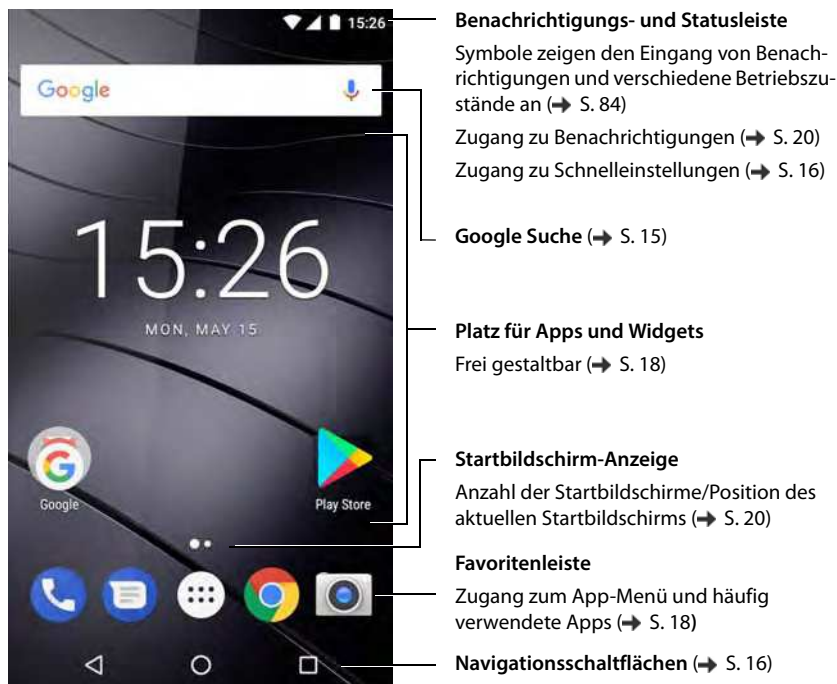 15:26
Google
15:26
MON, MAY 15
Google
Play Store
Benachrichtigungs- und Statusleiste
Symbole zeigen den Eingang von Benach-
richtigungen und verschiedene Betriebszu-
stände an (➔ S. 84)
Zugang zu Benachrichtigungen (➔ S. 20)
Zugang zu Schnelleinstellungen (➔ S. 16)
Google Suche (➔ S. 15)
Platz für Apps und Widgets
Frei gestaltbar (➔ S. 18)
Startbildschirm-Anzeige
Anzahl der Startbildschirme/Position des
aktuellen Startbildschirms (➔ S. 20)
Favoritenleiste
Zugang zum App-Menü und häufig
verwendete Apps (➔ S. 18)
Navigationsschaltflächen (➔ S. 16)